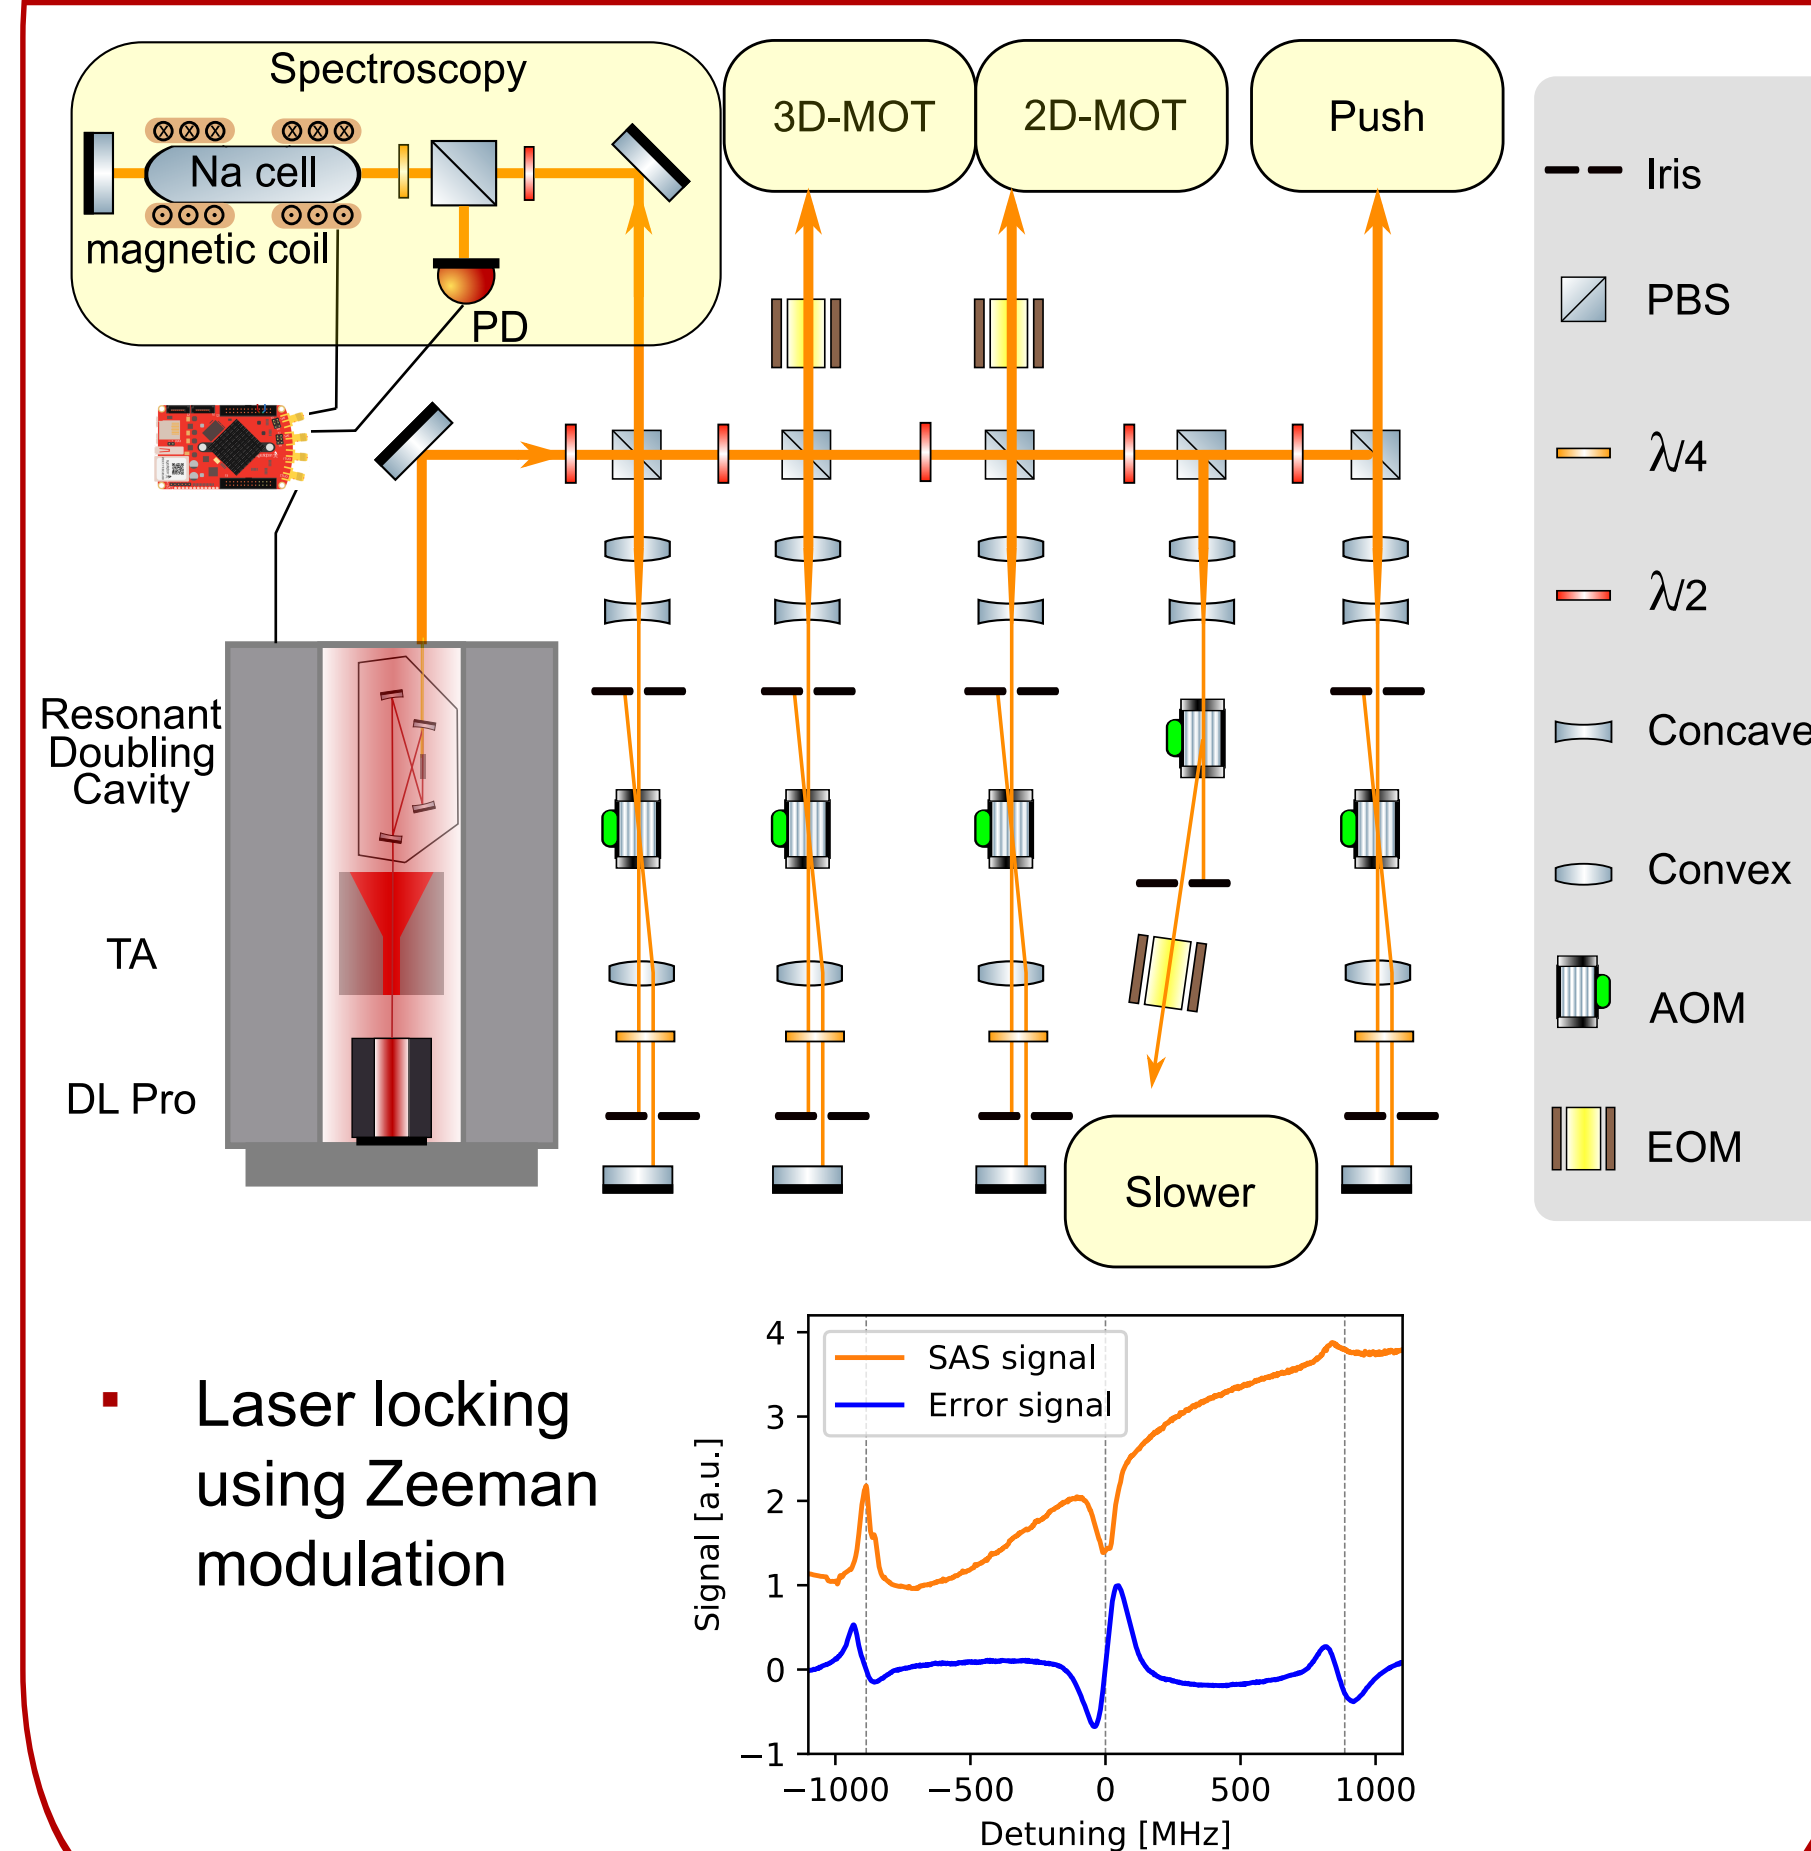 Spectroscopy
Na cell
magnetic coil
PD
3D-MOT
2D-MOT
Push
Iris
PBS
λ/4
λ/2
Concave
Convex
AOM
EOM
Resonant
Doubling
Cavity
TA
DL Pro
Slower
▪ Laser locking
using Zeeman
modulation
SAS signal
Error signal
Signal [a.u.]
4
3
2
1
0
−1
−1000
−500
0
500
1000
Detuning [MHz]